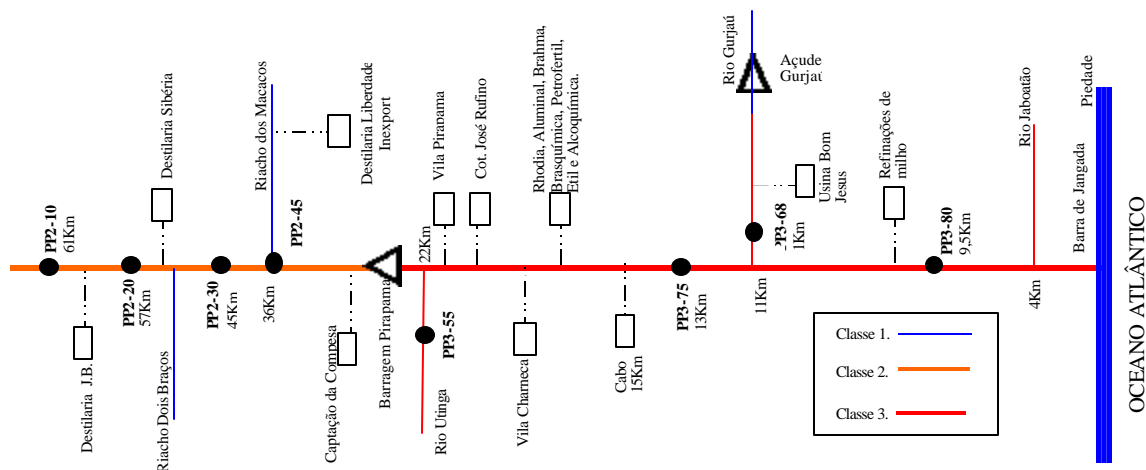 PP2-10
61Km
Destilaria J.B.
PP2-20
57Km
Destilaria Sibéria
Riacho Dois Braços
PP2-30
45Km
Riacho dos Macacos
36Km
PP2-45
Destilaria Liberdade
Inexport
Captação da Compesa
Barragem Pirapama
22Km
Rio Utinga
PP3-55
Vila Pirapama
Cot. José Rufino
Vila Charneca
Rhodia, Aluminal, Brahma,
Brasquímica, Petrofertil,
Etil e Alcoquímica.
Cabo
15Km
PP3-75
13Km
Rio Gurjaú
Açude
Gurjaú
11Km
PP3-68
1Km
Usina Bom
Jesus
Refinações de
milho
PP3-80
9,5Km
Rio Jaboatão
4Km
Barra de Jangada
Piedade
OCEANO ATLÂNTICO
Classe 1.
Classe 2.
Classe 3.